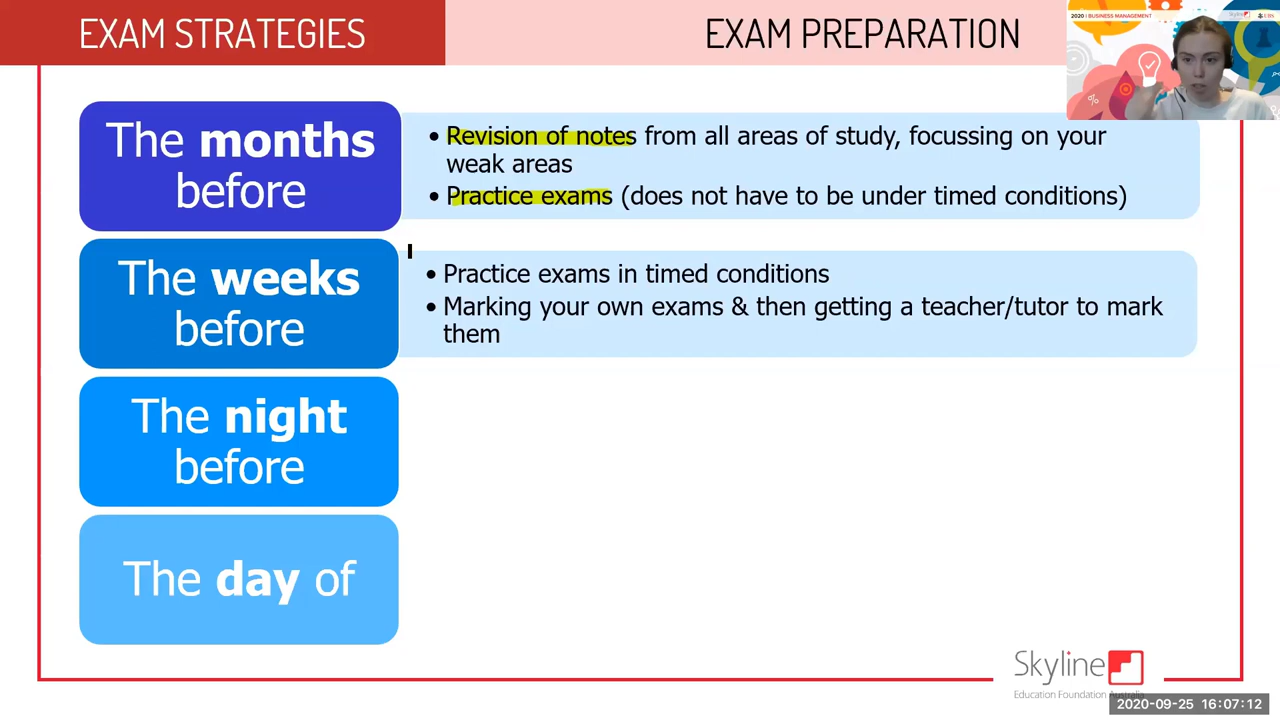 EXAM STRATEGIES
EXAM PREPARATION
2020 | BUSINESS MANAGEMENT
The months
before
• Revision of notes from all areas of study, focussing on your
weak areas
• Practice exams (does not have to be under timed conditions)
The weeks
before
• Practice exams in timed conditions
• Marking your own exams & then getting a teacher/tutor to mark
them
The night
before
The day of
Skyline
Education Foundation Australia
2020-09-25 16:07:12